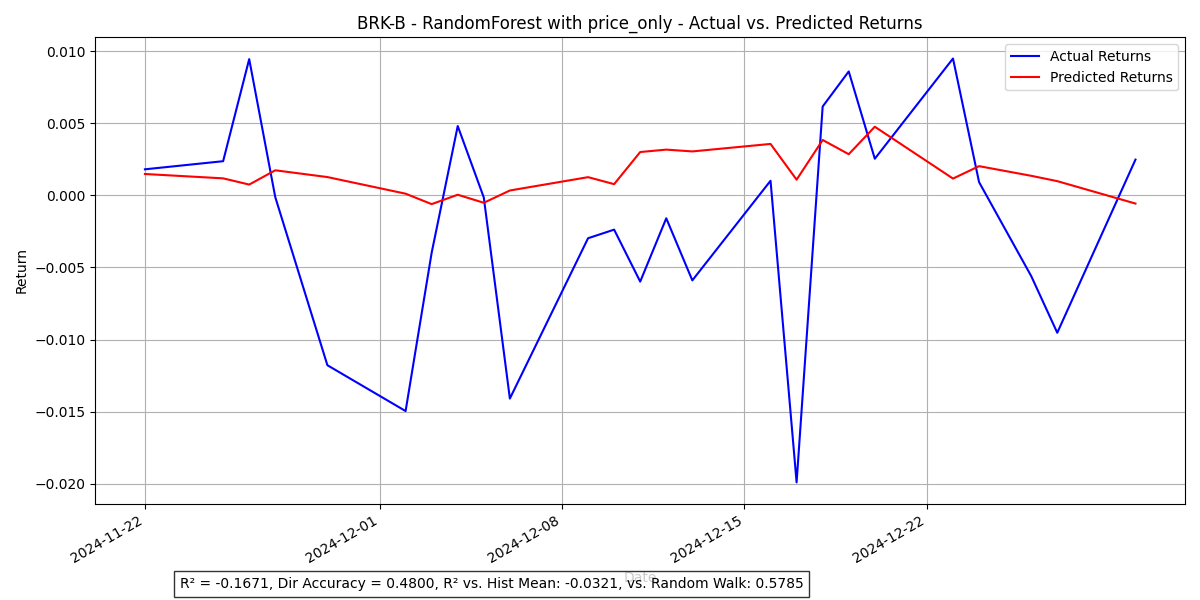 BRK-B - RandomForest with price_only - Actual vs. Predicted Returns
Actual Returns
Predicted Returns
0.010
0.005
0.000
−0.005
−0.010
−0.015
−0.020
Return
2024-11-22
2024-12-01
2024-12-08
2024-12-15
2024-12-22
Date
R² = -0.1671, Dir Accuracy = 0.4800, R² vs. Hist Mean: -0.0321, vs. Random Walk: 0.5785